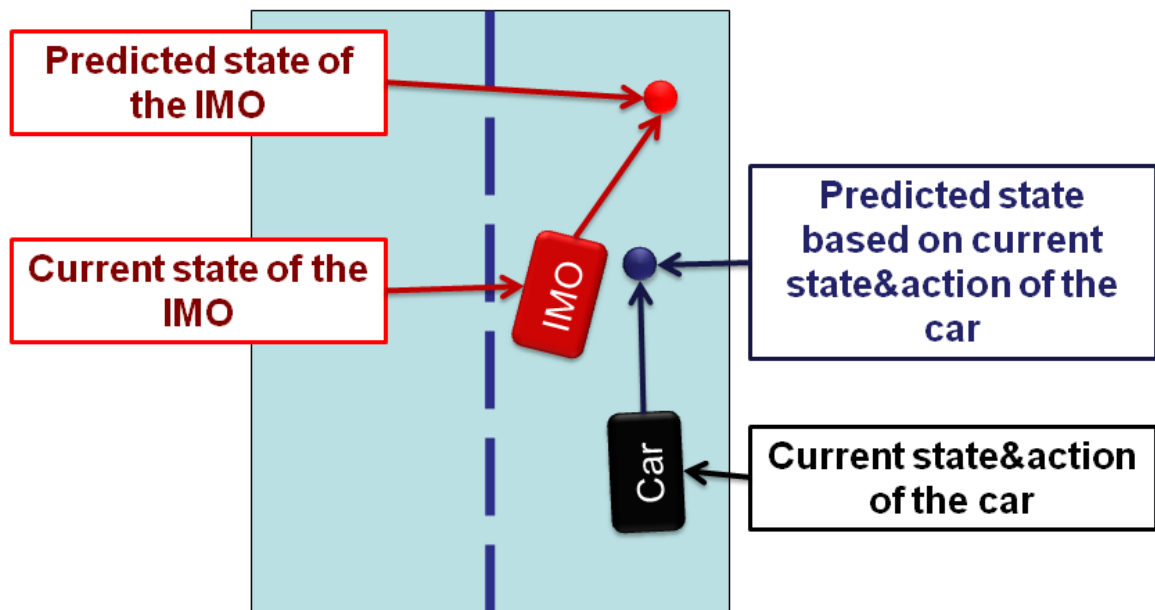 Predicted state of
the IMO
Current state of the
IMO
IMO
Predicted state
based on current
state&action of the
car
Car
Current state&action
of the car